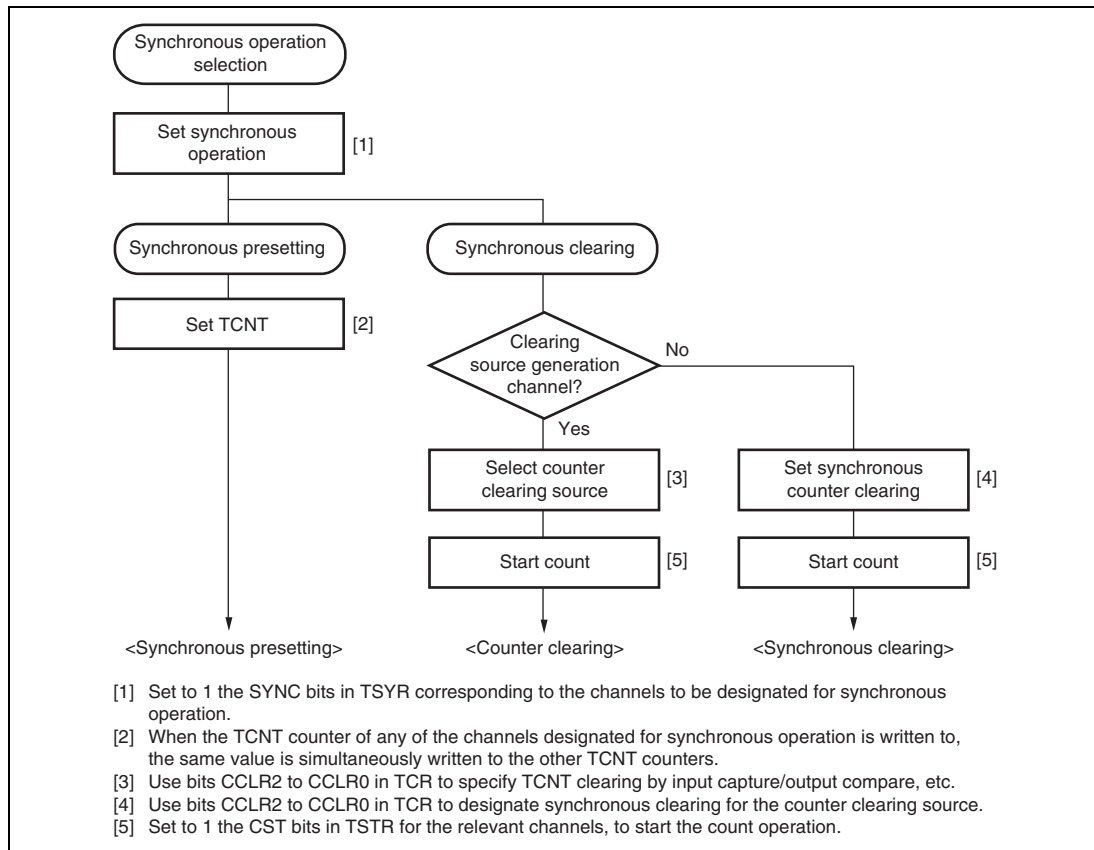 Synchronous operation
selection
Set synchronous
operation
[1]
Synchronous presetting
Synchronous clearing
Set TCNT
[2]
Clearing
source generation
channel?
No
Yes
Select counter
clearing source
[3]
Set synchronous
counter clearing
[4]
Start count
[5]
Start count
[5]
<Synchronous presetting>
<Counter clearing>
<Synchronous clearing>
[1] Set to 1 the SYNC bits in TSYR corresponding to the channels to be designated for synchronous
operation.
[2] When the TCNT counter of any of the channels designated for synchronous operation is written to,
the same value is simultaneously written to the other TCNT counters.
[3] Use bits CCLR2 to CCLR0 in TCR to specify TCNT clearing by input capture/output compare, etc.
[4] Use bits CCLR2 to CCLR0 in TCR to designate synchronous clearing for the counter clearing source.
[5] Set to 1 the CST bits in TSTR for the relevant channels, to start the count operation.